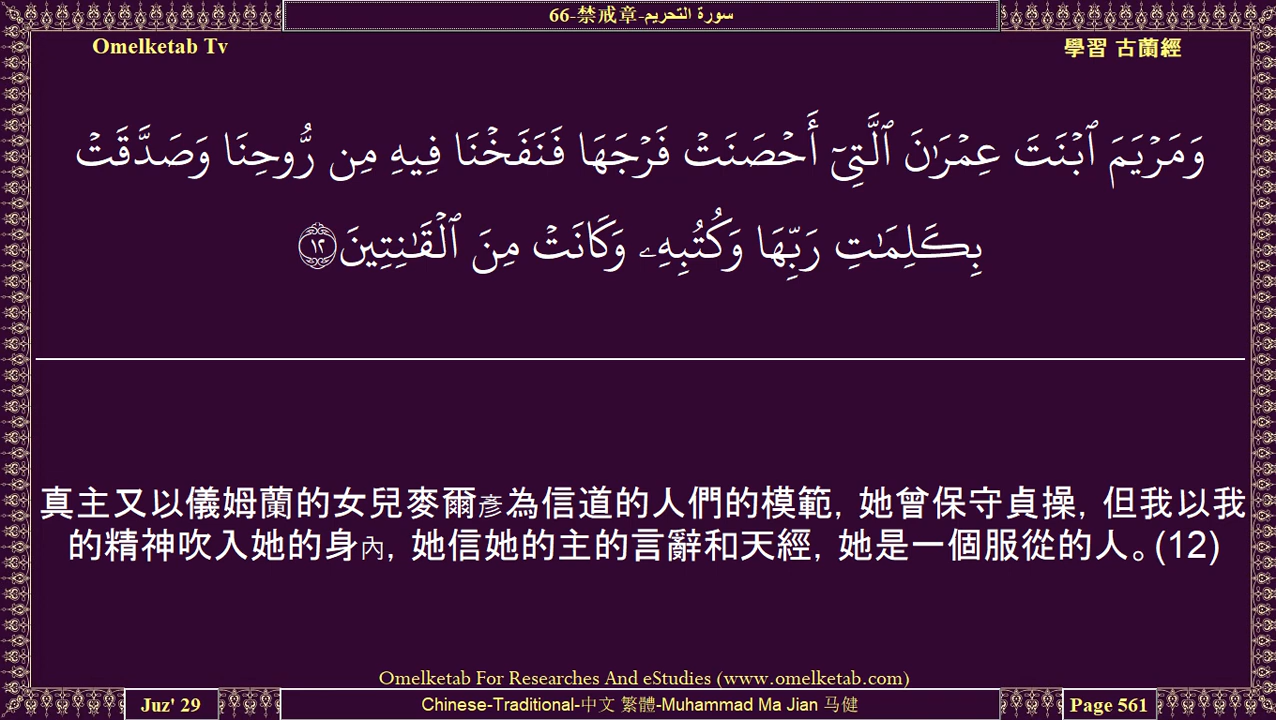 66-禁戒章-سورة التحريم
Omelketab Tv
學習 古蘭經
وَمَرْيَمَ ٱبْنَتَ عِمْرَٰنَ ٱلَّتِىٓ أَحْصَنَتْ فَرْجَهَا فَنَفَخْنَا فِيهِ مِن رُّوحِنَا وَصَدَّقَتْ
بِكَلِمَٰتِ رَبِّهَا وَكُتُبِهِۦ وَكَانَتْ مِنَ ٱلْقَٰنِتِينَ ١٢
真主又以儀姆蘭的女兒麥爾彥為信道的人們的模範, 她曾保守貞操, 但我以我
的精神吹入她的身內, 她信她的主的言辭和天經, 她是一個服從的人。(12)
Omelketab For Researches And eStudies (www.omelketab.com)
Juz' 29
Chinese-Traditional-中文 繁體-Muhammad Ma Jian 马健
Page 561